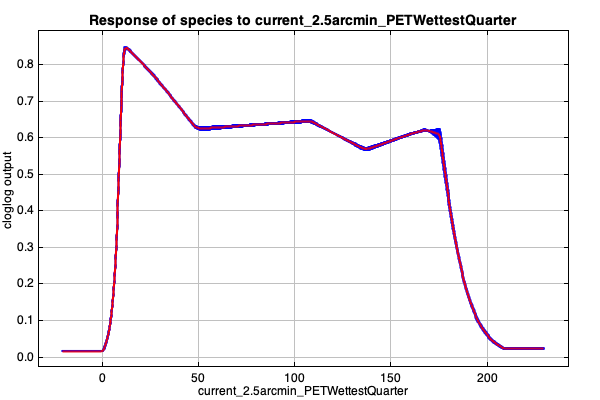 Response of species to current_2.5arcmin_PETWettestQuarter
cloglog output
0.8
0.7
0.6
0.5
0.4
0.3
0.2
0.1
0.0
0 50 100 150 200
current_2.5arcmin_PETWettestQuarter